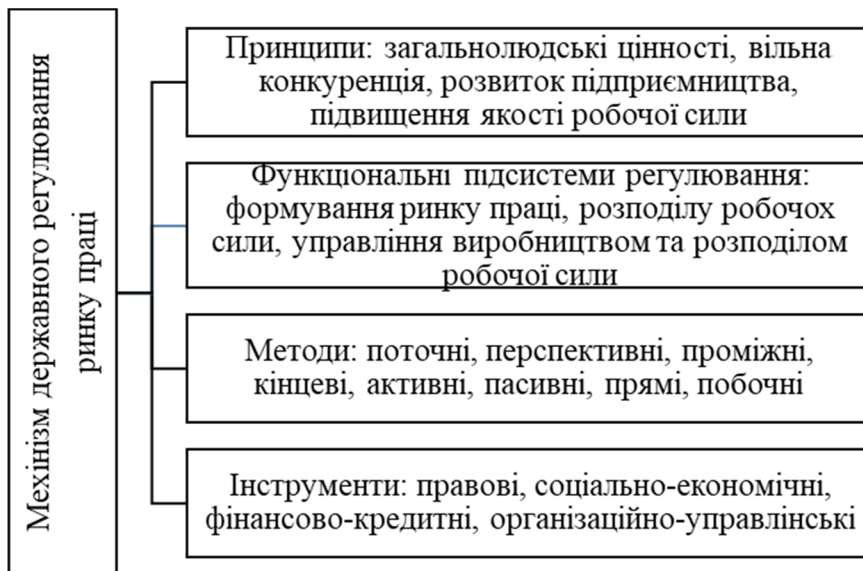 Мехінізм державного регулювання
ринку праці
Принципи: загальнолюдські цінності, вільна
конкуренція, розвиток підприємництва,
підвищення якості робочої сили
Функціональні підсистеми регулювання:
формування ринку праці, розподілу робочох
сили, управління виробництвом та розподілом
робочої сили
Методи: поточні, перспективні, проміжні,
кінцеві, активні, пасивні, прямі, побочні
Інструменти: правові, соціально-економічні,
фінансово-кредитні, організаційно-управлінські